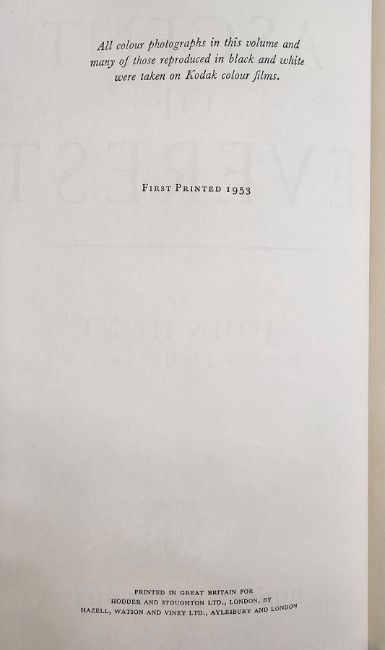 All colour photographs in this volume and
many of those reproduced in black and white
were taken on Kodak colour films.
FIRST PRINTED 1953
PRINTED IN GREAT BRITAIN FOR
HODDER AND STOUGHTON LTD., LONDON, BY
HAZELL, WATSON AND VINEY LTD., AYLESBURY AND LONDON